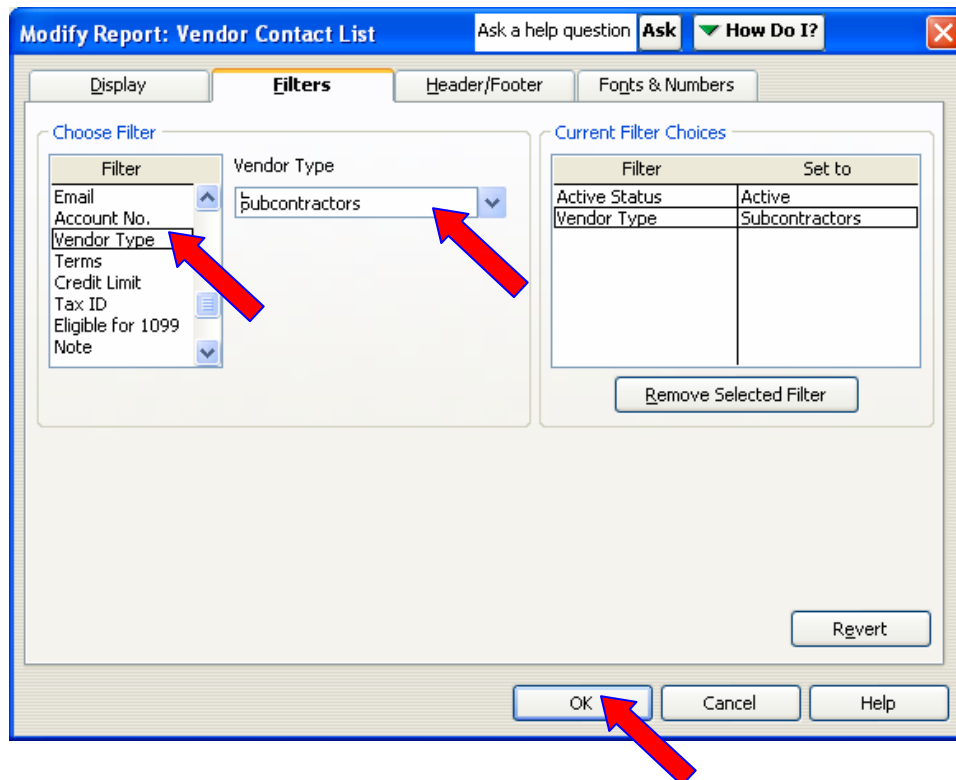 Modify Report: Vendor Contact List Ask a help question Ask How Do I?
Display Filters Header/Footer Fonts & Numbers
Choose Filter
Filter
Email
Account No.
Vendor Type
Terms
Credit Limit
Tax ID
Eligible for 1099
Note
Vendor Type
Subcontractors
Current Filter Choices
Filter Set to
Active Status Active
Vendor Type Subcontractors
Remove Selected Filter
Revert
OK Cancel Help